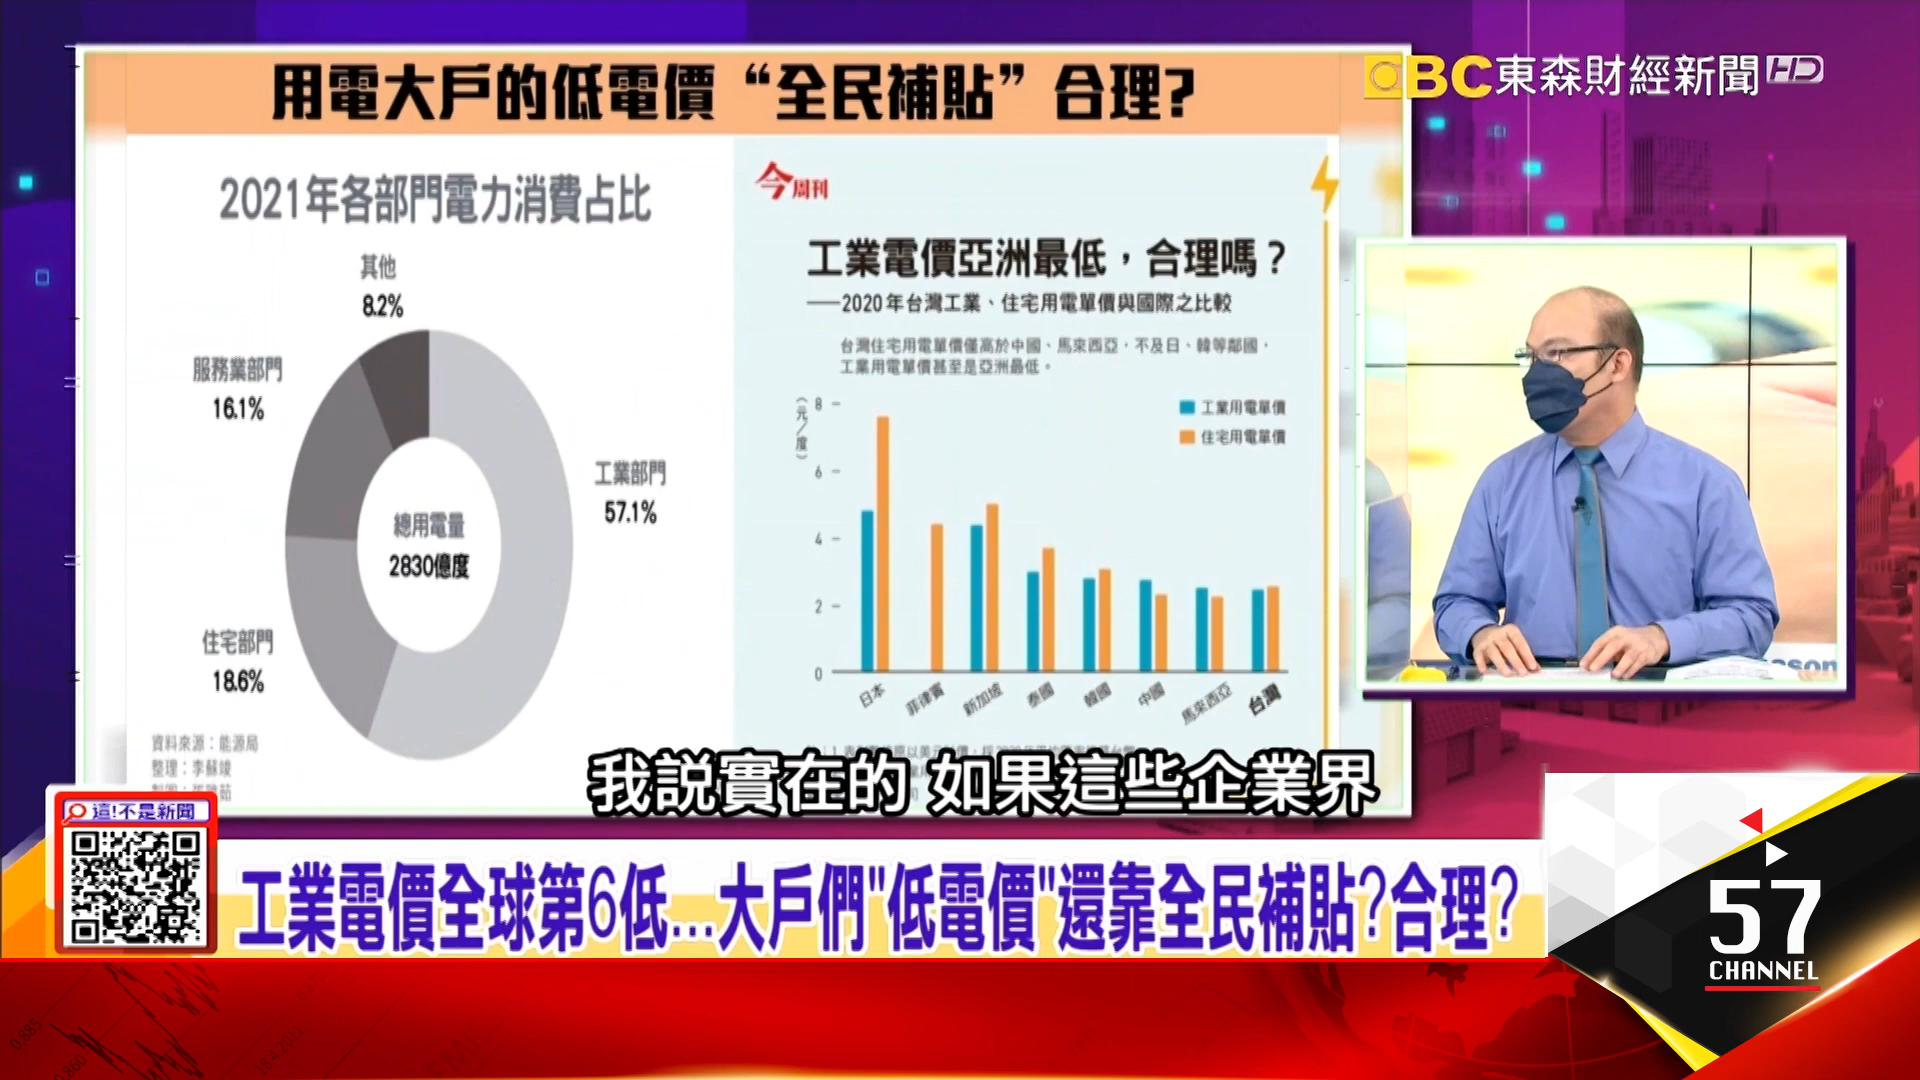 用電大戶的低電價“全民補貼”合理?
EBC東森財經新聞HD
2021年各部門電力消費占比
其他
8.2%
服務業部門
16.1%
工業部門
57.1%
總用電量
2830億度
住宅部門
18.6%
資料來源：能源局
整理：李蘇竣
今周刊
工業電價亞洲最低，合理嗎？
——2020年台灣工業、住宅用電單價與國際之比較
台灣住宅用電單價僅高於中國、馬來西亞，不及日、韓等鄰國，
工業用電單價甚至是亞洲最低。
（元／度）
工業用電單價
住宅用電單價
8
6
4
2
0
日本
菲律賓
新加坡
泰國
韓國
中國
馬來西亞
台灣
我說實在的 如果這些企業界
這!不是新聞
工業電價全球第6低...大戶們"低電價"還靠全民補貼?合理?
57
CHANNEL